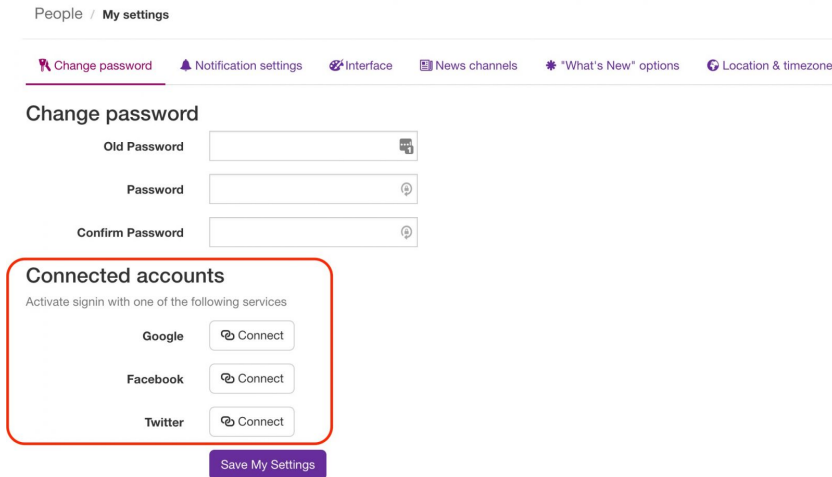 People / My settings
Change password Notification settings Interface News channels "What's New" options Location & timezone
Change password
Old Password
1
Password
Confirm Password
Connected accounts
Activate signin with one of the following services
Google Connect
Facebook Connect
Twitter Connect
Save My Settings